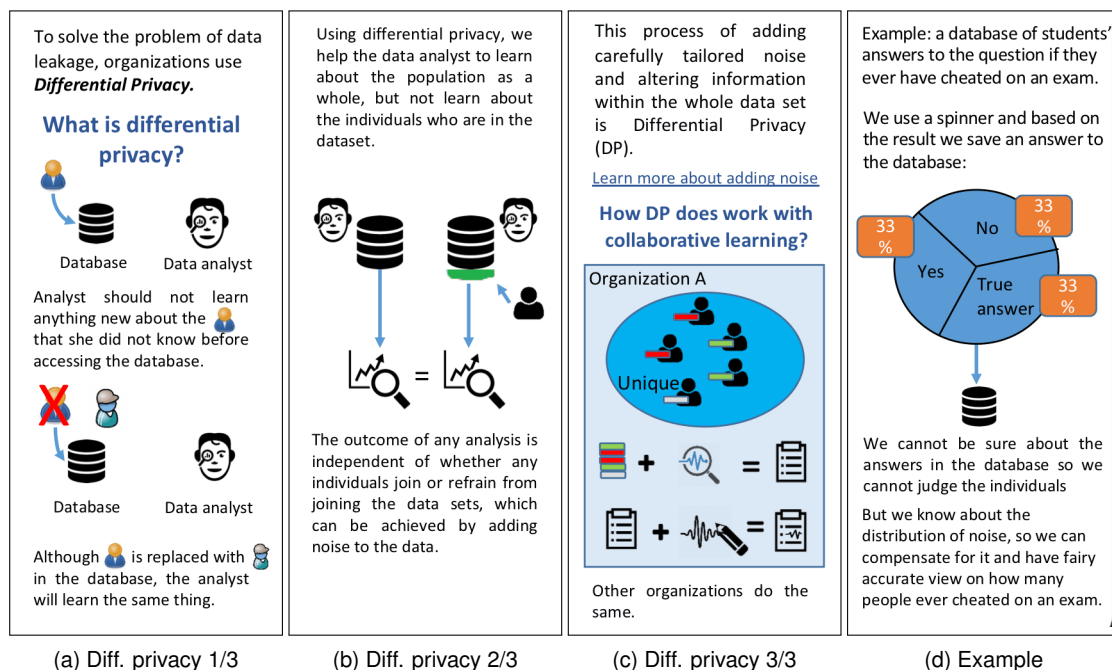 To solve the problem of data
leakage, organizations use
Differential Privacy.
What is differential
privacy?
Database
Data analyst
Analyst should not learn
anything new about the
that she did not know before
accessing the database.
Database
Data analyst
Although is replaced with
in the database, the analyst
will learn the same thing.
(a) Diff. privacy 1/3
Using differential privacy, we
help the data analyst to learn
about the population as a
whole, but not learn about
the individuals who are in the
dataset.
=
The outcome of any analysis is
independent of whether any
individuals join or refrain from
joining the data sets, which
can be achieved by adding
noise to the data.
(b) Diff. privacy 2/3
This process of adding
carefully tailored noise
and altering information
within the whole data set
is Differential Privacy
(DP).
Learn more about adding noise
How DP does work with
collaborative learning?
Organization A
Unique
+ =
+ =
Other organizations do the
same.
(c) Diff. privacy 3/3
Example: a database of students'
answers to the question if they
ever have cheated on an exam.
We use a spinner and based on
the result we save an answer to
the database:
33
%
No
33
%
Yes
True
answer
33
%
We cannot be sure about the
answers in the database so we
cannot judge the individuals
But we know about the
distribution of noise, so we can
compensate for it and have fairy
accurate view on how many
people ever cheated on an exam.
(d) Example